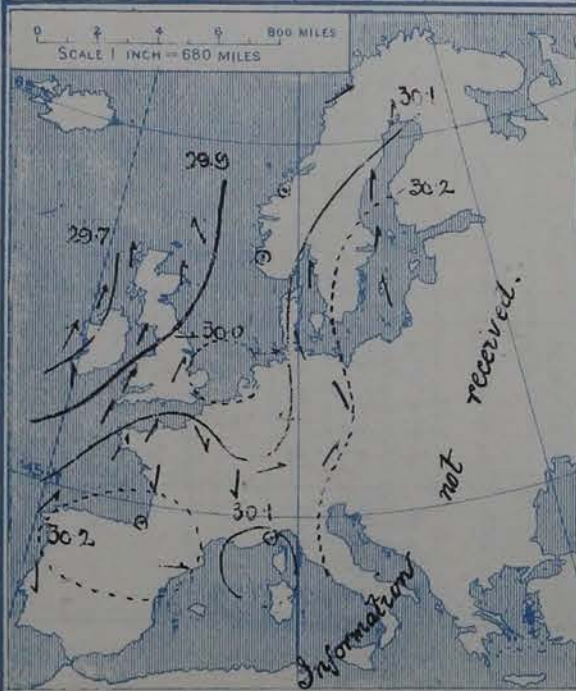 0 2 4 6 800 MILES
SCALE 1 INCH = 680 MILES
30.1
29.9
30.2
29.7
30.0
45
30.1
30.2
Information
not
received.